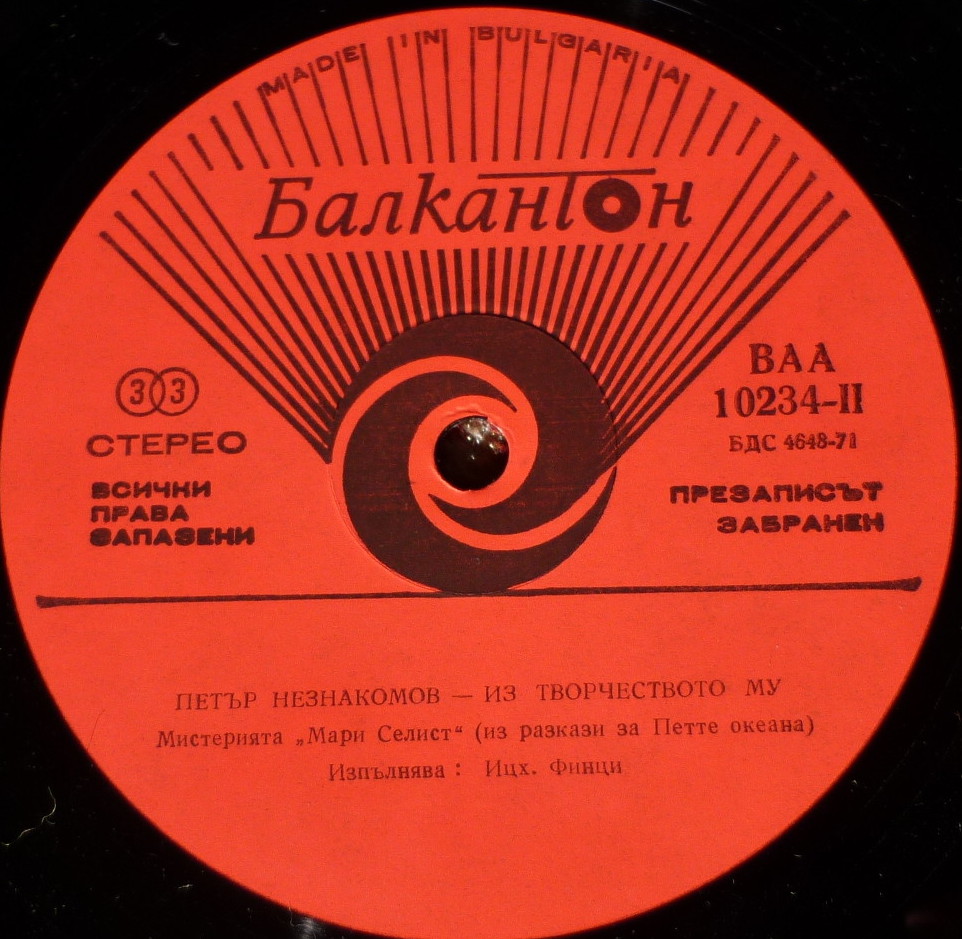 MADE IN BULGARIA
Балкантон
33
СТЕРЕО
ВСИЧКИ
ПРАВА
ЗАПАЗЕНИ
ВАА
10234-II
БДС 4648-71
ПРЕЗАПИСЪТ
ЗАБРАНЕН
ПЕТЪР НЕЗНАКОМОВ — ИЗ ТВОРЧЕСТВОТО МУ
Мистерията „Мари Селист“ (из разкази за Петте океана)
Изпълнява : Ицх. Финци